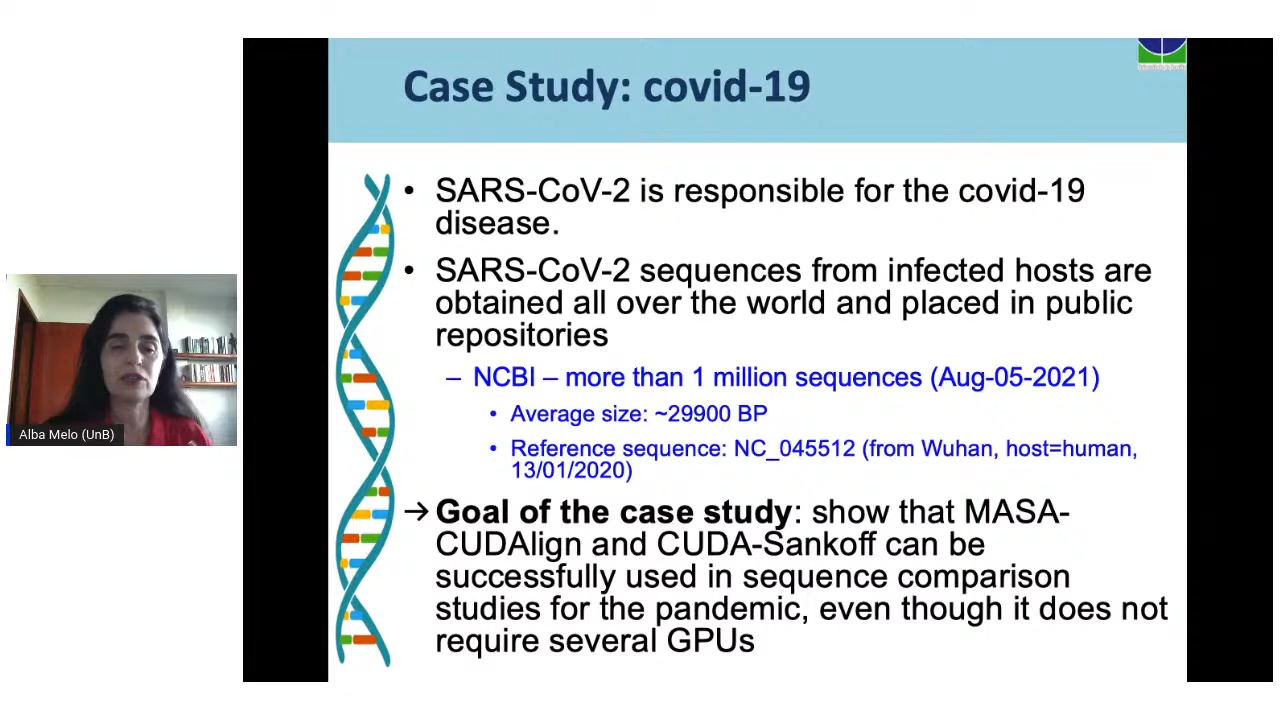 Case Study: covid-19
• SARS-CoV-2 is responsible for the covid-19
disease.
• SARS-CoV-2 sequences from infected hosts are
obtained all over the world and placed in public
repositories
– NCBI – more than 1 million sequences (Aug-05-2021)
• Average size: ~29900 BP
• Reference sequence: NC_045512 (from Wuhan, host=human,
13/01/2020)
→ Goal of the case study: show that MASA-
CUDAlign and CUDA-Sankoff can be
successfully used in sequence comparison
studies for the pandemic, even though it does not
require several GPUs
Alba Melo (UnB)